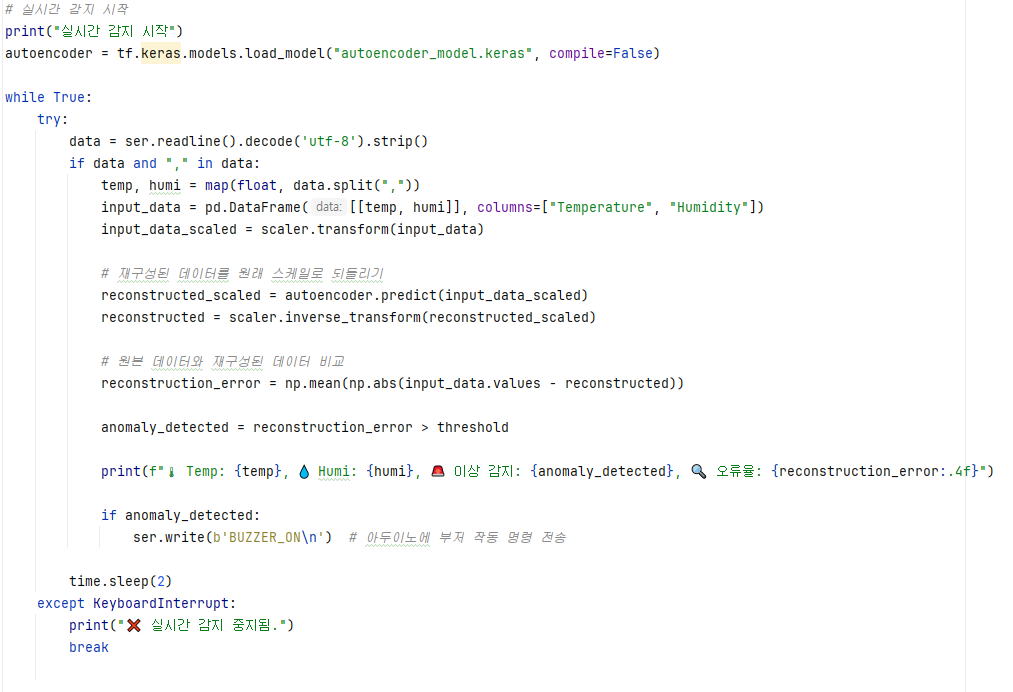 # 실시간 감지 시작
print("실시간 감지 시작")
autoencoder = tf.keras.models.load_model("autoencoder_model.keras", compile=False)
while True:
    try:
        data = ser.readline().decode('utf-8').strip()
        if data and "," in data:
            temp, humi = map(float, data.split(","))
            input_data = pd.DataFrame( data: [[temp, humi]], columns=["Temperature", "Humidity"])
            input_data_scaled = scaler.transform(input_data)
            # 재구성된 데이터를 원래 스케일로 되돌리기
            reconstructed_scaled = autoencoder.predict(input_data_scaled)
            reconstructed = scaler.inverse_transform(reconstructed_scaled)
            # 원본 데이터와 재구성된 데이터 비교
            reconstruction_error = np.mean(np.abs(input_data.values - reconstructed))
            anomaly_detected = reconstruction_error > threshold
            print(f"🌡 Temp: {temp}, 💧 Humi: {humi}, 🚨 이상 감지: {anomaly_detected}, 🔍 오류율: {reconstruction_error:.4f}")
            if anomaly_detected:
                ser.write(b'BUZZER_ON\n')  # 아두이노에 부저 작동 명령 전송
        time.sleep(2)
    except KeyboardInterrupt:
        print("❌ 실시간 감지 중지됨.")
        break